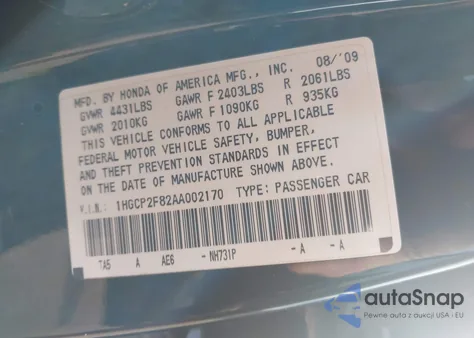 MFD. BY HONDA OF AMERICA MFG., INC. 08/'09
GVWR 4431LBS GAWR F 2403LBS R 2061LBS
GVWR 2010KG GAWR F 1090KG R 935KG
THIS VEHICLE CONFORMS TO ALL APPLICABLE
FEDERAL MOTOR VEHICLE SAFETY, BUMPER,
AND THEFT PREVENTION STANDARDS IN EFFECT
ON THE DATE OF MANUFACTURE SHOWN ABOVE.
V.I.N.: 1HGCP2F82AA002170 TYPE: PASSENGER CAR
TA5 A AE6 -NH731P -A -A
autoSnap
Pewne auta z aukcji USA i EU